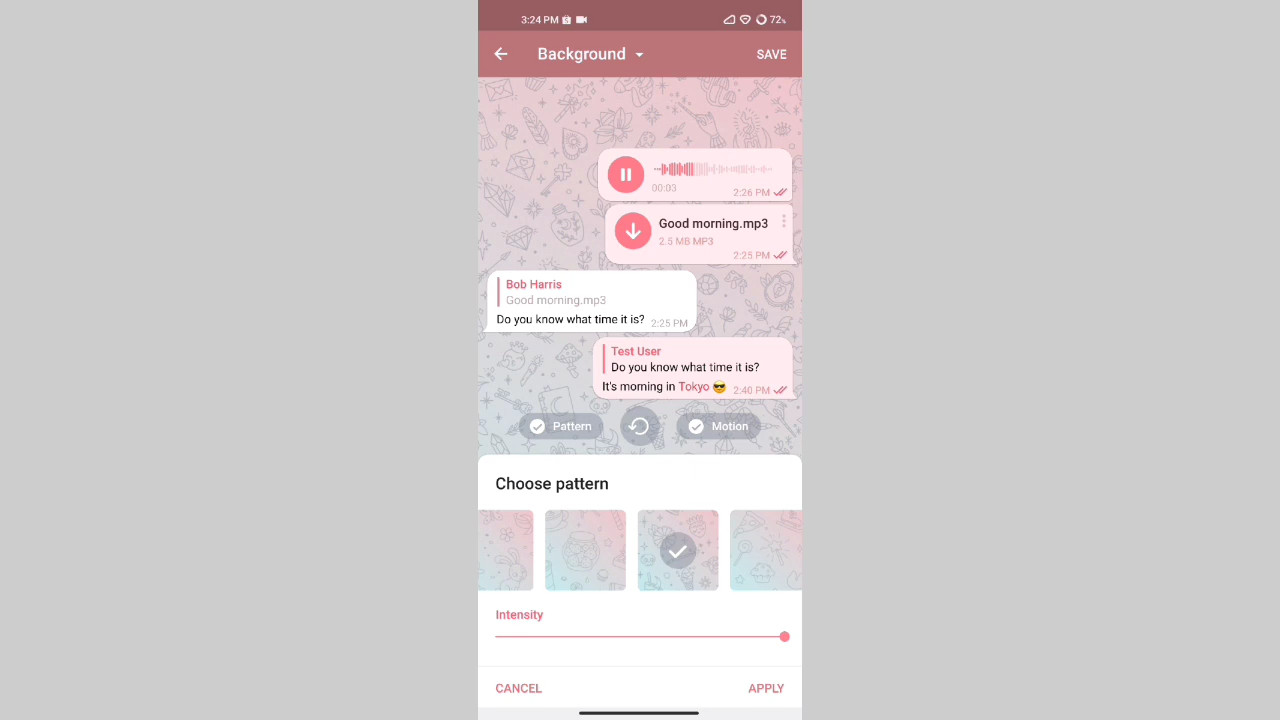 3:24 PM 72%
Background SAVE
00:03 2:26 PM
Good morning.mp3
2.5 MB MP3
2:25 PM
Bob Harris
Good morning.mp3
Do you know what time it is? 2:25 PM
Test User
Do you know what time it is?
It's morning in Tokyo 😎 2:40 PM
Pattern Motion
Choose pattern
Intensity
CANCEL APPLY